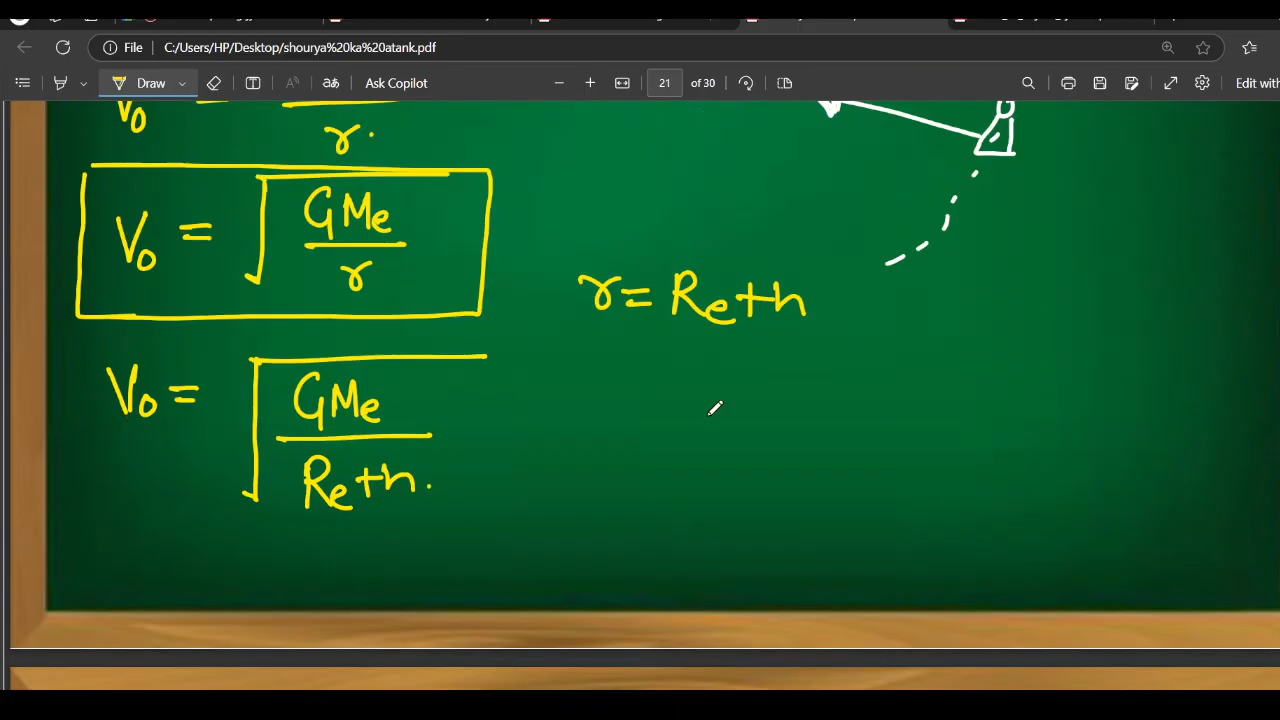 File C:/Users/HP/Desktop/shourya%20ka%20atank.pdf
Draw Ask Copilot 21 of 30 Edit with
V₀ =
r.
V₀ = √(GMe/r)
r = Re+h
V₀ = √(GMe/Re+h.)